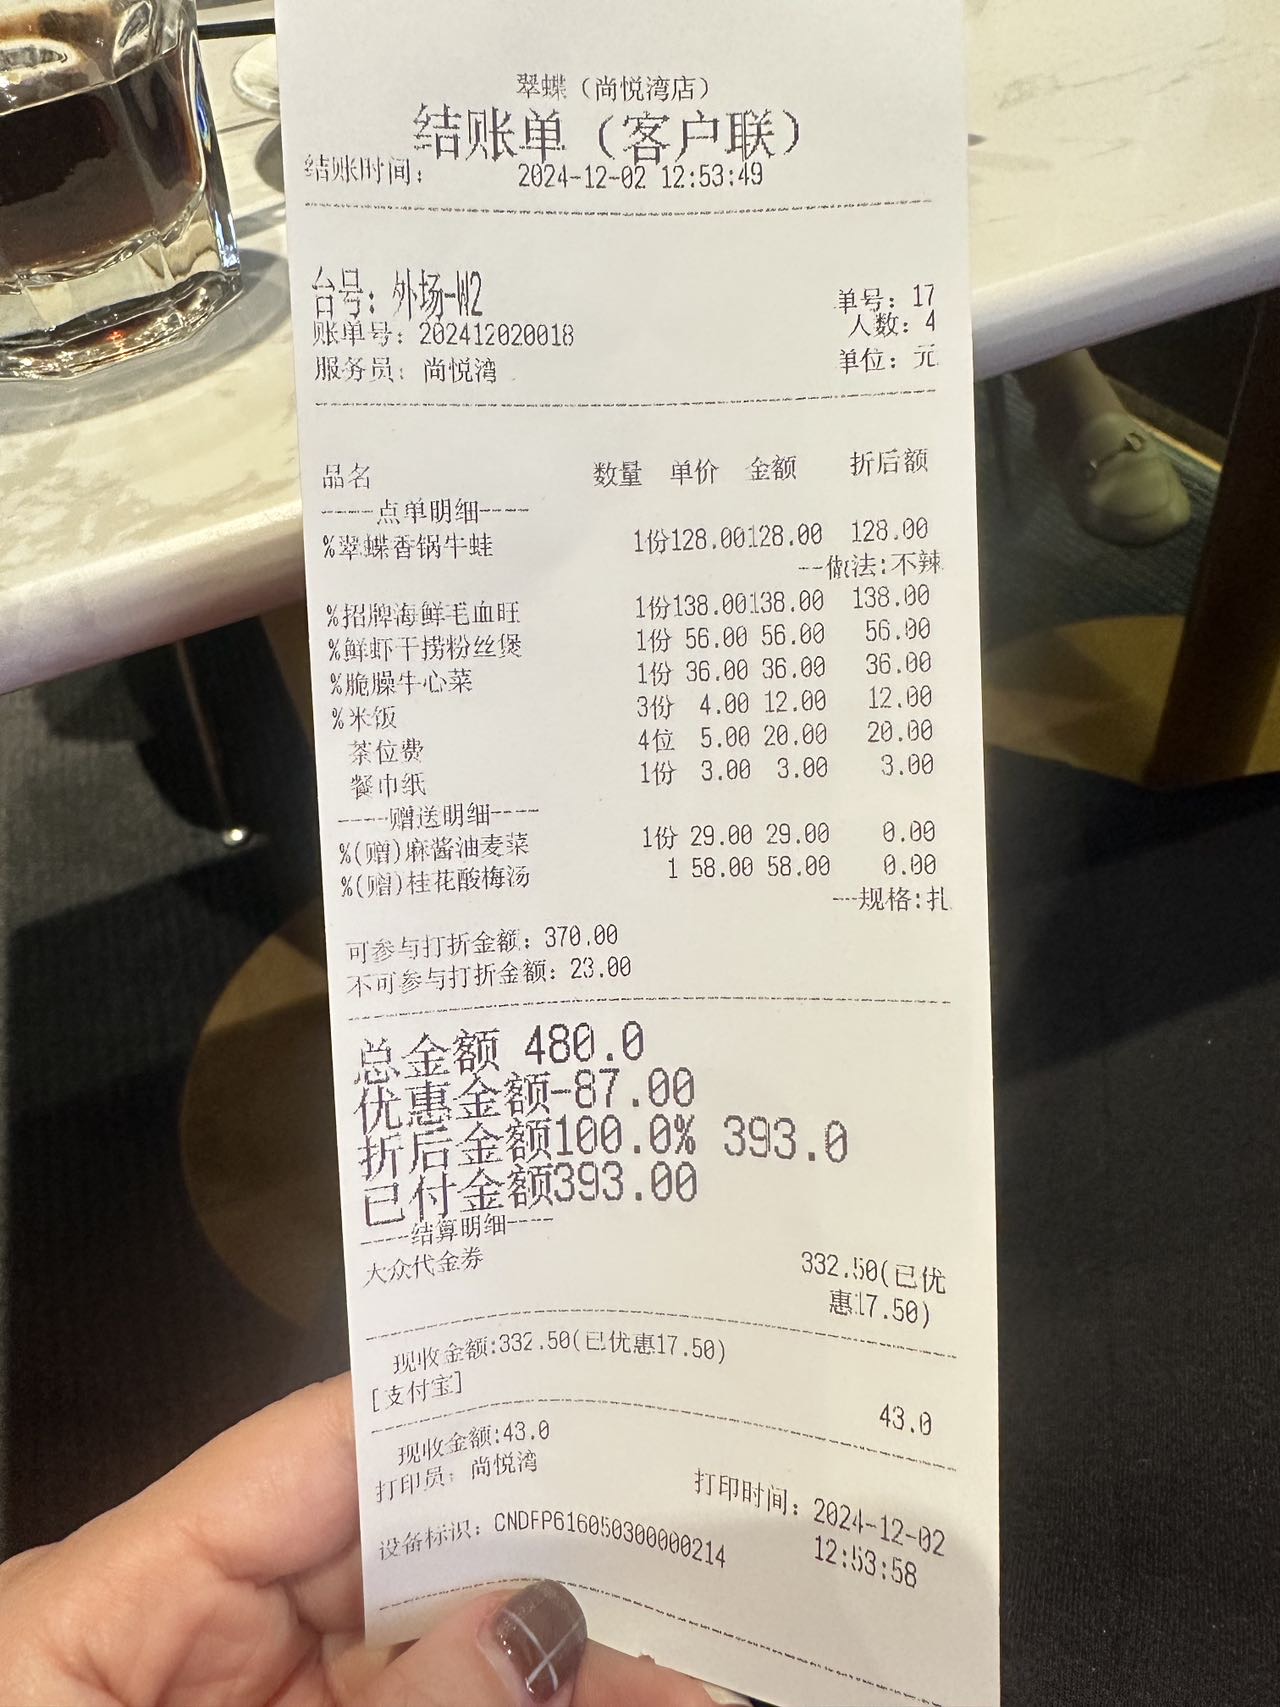 翠蝶（尚悦湾店）
结账单（客户联）
结账时间： 2024-12-02 12:53:49
台号：外场-W2
单号：17
账单号：202412020018 人数：4
服务员：尚悦湾 单位：元
品名 数量 单价 金额 折后额
----点单明细----
%翠蝶香锅牛蛙 1份128.00128.00 128.00
--做法:不辣
%招牌海鲜毛血旺 1份138.00138.00 138.00
%鲜虾干捞粉丝煲 1份 56.00 56.00 56.00
%脆臊牛心菜 1份 36.00 36.00 36.00
%米饭 3份 4.00 12.00 12.00
茶位费 4位 5.00 20.00 20.00
餐巾纸 1份 3.00 3.00 3.00
----赠送明细----
%(赠)麻酱油麦菜 1份 29.00 29.00 0.00
%(赠)桂花酸梅汤 1 58.00 58.00 0.00
---规格:扎
可参与打折金额：370.00
不可参与打折金额：23.00
总金额 480.0
优惠金额-87.00
折后金额100.0% 393.0
已付金额393.00
----结算明细----
大众代金券 332.50(已优
惠17.50)
现收金额:332.50(已优惠17.50)
[支付宝] 43.0
现收金额:43.0
打印员：尚悦湾 打印时间：2024-12-02
12:53:58
设备标识：CNDFP616050300000214